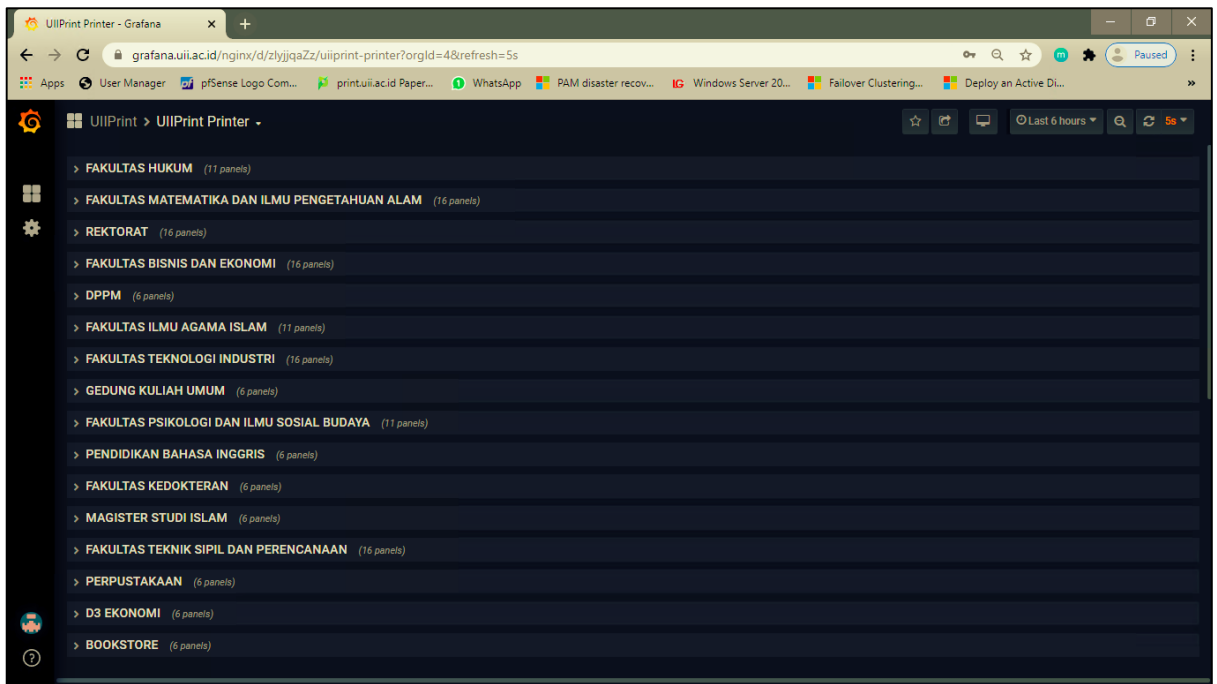 UIIPrint Printer - Grafana
grafana.uii.ac.id/nginx/d/zlyjjqaZz/uiiprint-printer?orgId=4&refresh=5s Paused
Apps User Manager pfSense Logo Com... print.uii.ac.id Paper... WhatsApp PAM disaster recov... IG Windows Server 20... Failover Clustering... Deploy an Active Di... »
UIIPrint > UIIPrint Printer Last 6 hours 5s
FAKULTAS HUKUM (11 panels)
FAKULTAS MATEMATIKA DAN ILMU PENGETAHUAN ALAM (16 panels)
REKTORAT (16 panels)
FAKULTAS BISNIS DAN EKONOMI (16 panels)
DPPM (6 panels)
FAKULTAS ILMU AGAMA ISLAM (11 panels)
FAKULTAS TEKNOLOGI INDUSTRI (16 panels)
GEDUNG KULIAH UMUM (6 panels)
FAKULTAS PSIKOLOGI DAN ILMU SOSIAL BUDAYA (11 panels)
PENDIDIKAN BAHASA INGGRIS (6 panels)
FAKULTAS KEDOKTERAN (6 panels)
MAGISTER STUDI ISLAM (6 panels)
FAKULTAS TEKNIK SIPIL DAN PERENCANAAN (16 panels)
PERPUSTAKAAN (6 panels)
D3 EKONOMI (6 panels)
BOOKSTORE (6 panels)